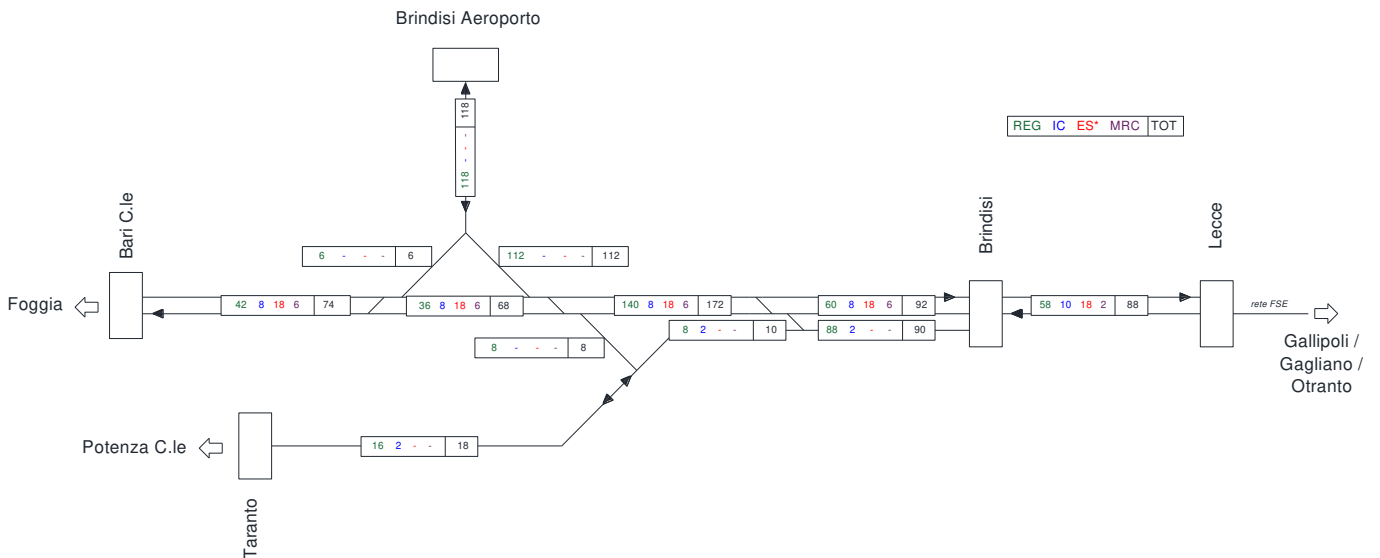 Brindisi Aeroporto
118
118 - - -
REG IC ES* MRC TOT
Bari C.le
Brindisi
Lecce
6 - - - 6
112 - - - 112
Foggia
42 8 18 6 74
36 8 18 6 68
140 8 18 6 172
60 8 18 6 92
58 10 18 2 88
rete FSE
8 2 - - 10
88 2 - - 90
8 - - - 8
Gallipoli /
Gagliano /
Otranto
Potenza C.le
16 2 - - 18
Taranto